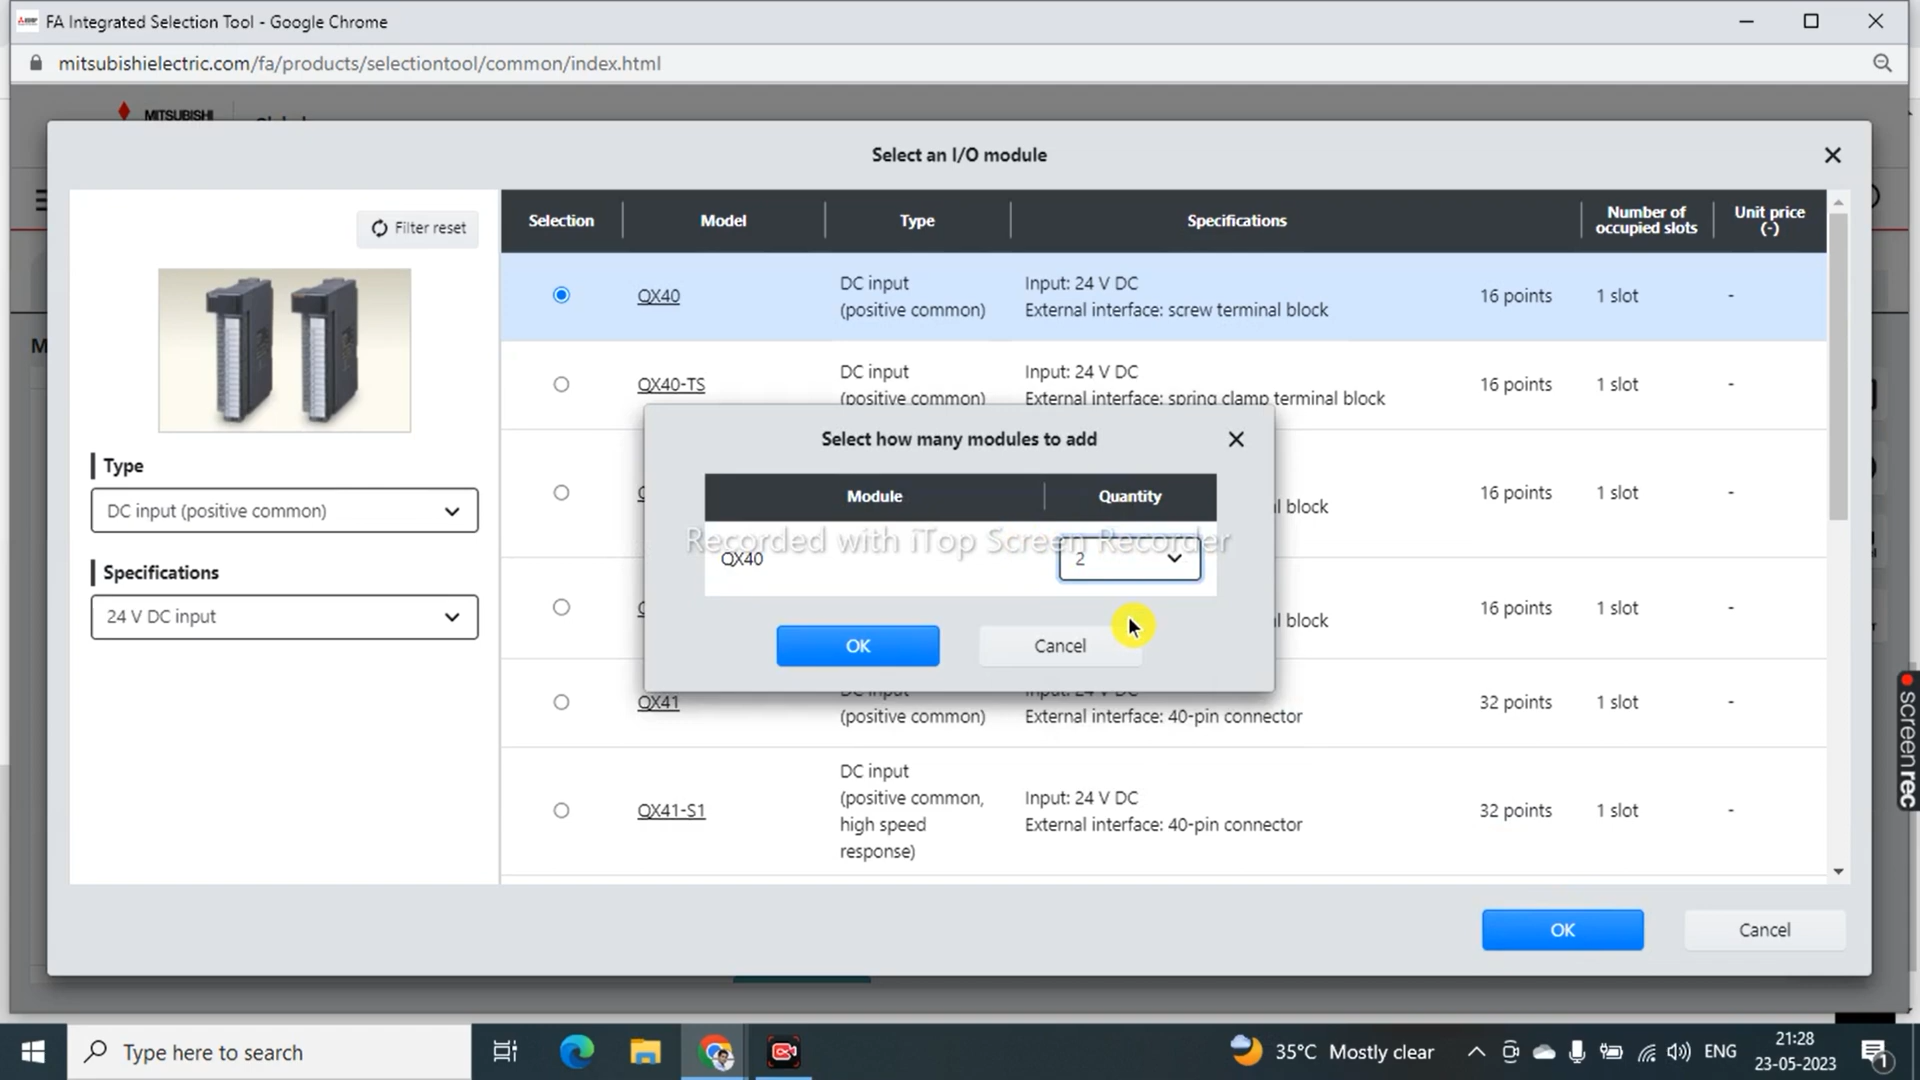 FA Integrated Selection Tool - Google Chrome
mitsubishielectric.com/fa/products/selectiontool/common/index.html
MITSUBISHI
Select an I/O module
Filter reset
Type
DC input (positive common)
Specifications
24 V DC input
Selection Model Type Specifications Number of occupied slots Unit price (-)
QX40 DC input (positive common) Input: 24 V DC External interface: screw terminal block 16 points 1 slot -
QX40-TS DC input (positive common) Input: 24 V DC External interface: spring clamp terminal block 16 points 1 slot -
l block 16 points 1 slot -
l block 16 points 1 slot -
QX41 (positive common) External interface: 40-pin connector 32 points 1 slot -
QX41-S1 DC input (positive common, high speed response) Input: 24 V DC External interface: 40-pin connector 32 points 1 slot -
Select how many modules to add
Module Quantity
Recorded with iTop Screen Recorder
QX40 2
OK Cancel
OK Cancel
screenrec
Type here to search
35°C Mostly clear
ENG
21:28
23-05-2023
1